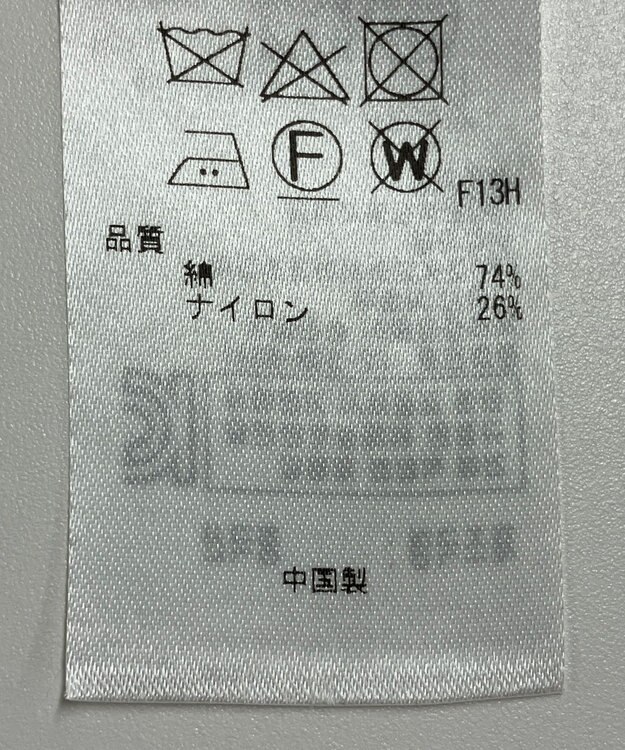 F W
F13H
品質
綿 74%
ナイロン 26%
中国製